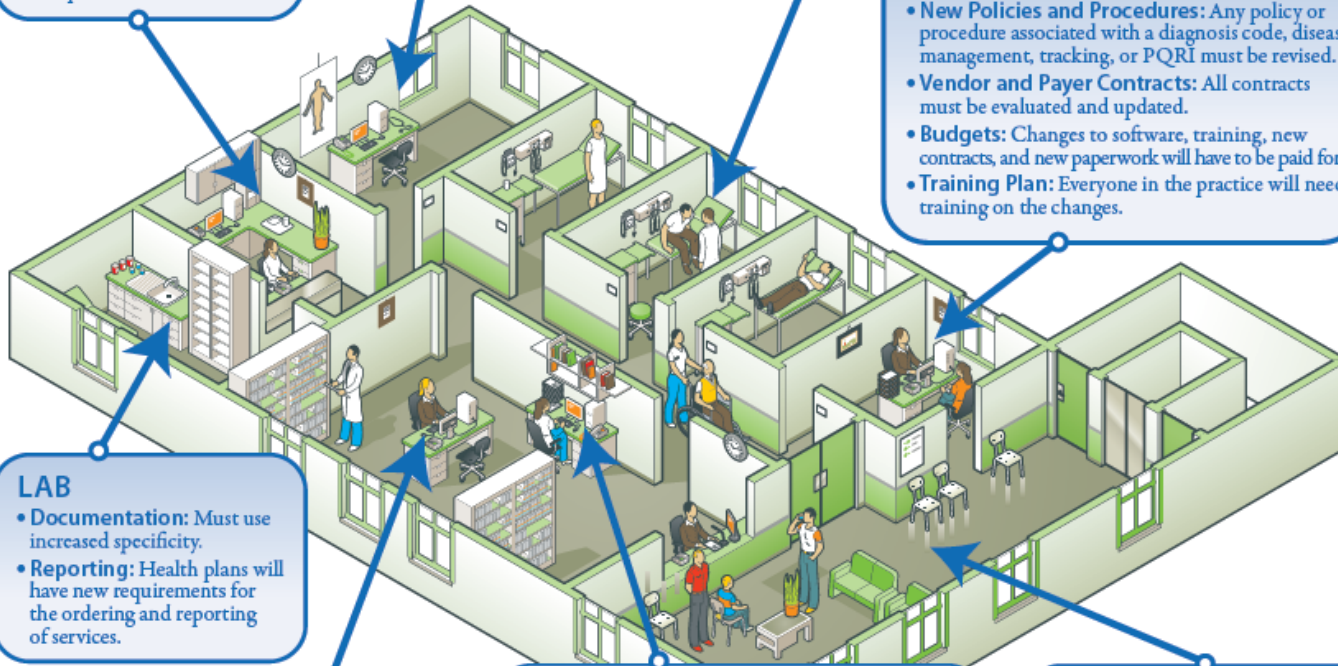 • New Policies and Procedures: Any policy or
procedure associated with a diagnosis code,
management, tracking, or PQRI must be revised.
• Vendor and Payer Contracts: All contracts
must be evaluated and updated.
• Budgets: Changes to software, training, new
contracts, and new paperwork will have to be paid for
• Training Plan: Everyone in the practice will need
training on the changes.
LAB
• Documentation: Must use
increased specificity.
• Reporting: Health plans will
have new requirements for
the ordering and reporting
of services.